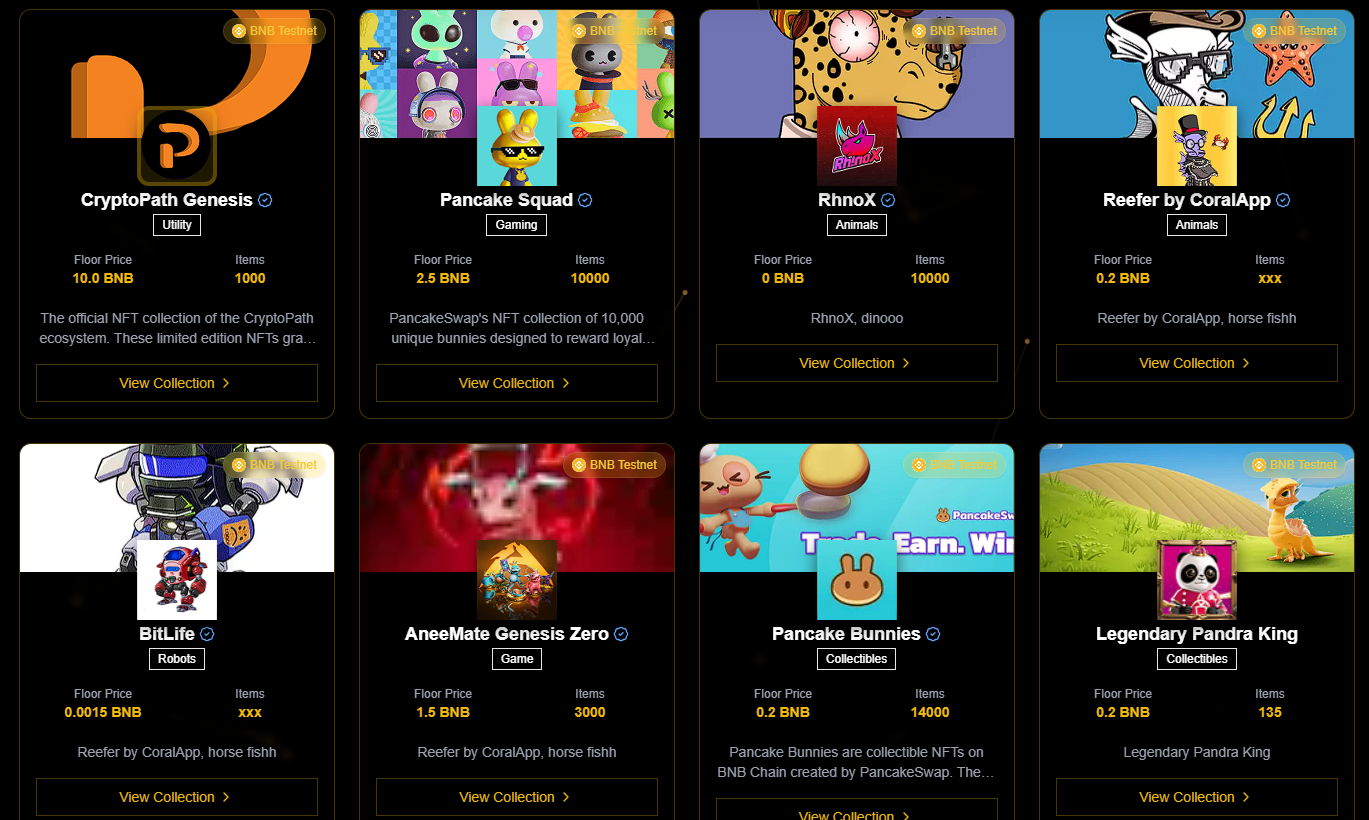 BNB Testnet
BNB Testnet
BNB Testnet
BNB Testnet
RhinoX
CryptoPath Genesis
Pancake Squad
RhnoX
Reefer by CoralApp
Utility
Gaming
Animals
Animals
Floor Price Items
10.0 BNB 1000
Floor Price Items
2.5 BNB 10000
Floor Price Items
0 BNB 10000
Floor Price Items
0.2 BNB xxx
The official NFT collection of the CryptoPath
ecosystem. These limited edition NFTs gra...
PancakeSwap's NFT collection of 10,000
unique bunnies designed to reward loyal...
RhnoX, dinooo
Reefer by CoralApp, horse fishh
View Collection
View Collection
View Collection
View Collection
BNB Testnet
BNB Testnet
BNB Testnet
BNB Testnet
PancakeSw
Trade. Earn. Win
BitLife
AneeMate Genesis Zero
Pancake Bunnies
Legendary Pandra King
Robots
Game
Collectibles
Collectibles
Floor Price Items
0.0015 BNB xxx
Floor Price Items
1.5 BNB 3000
Floor Price Items
0.2 BNB 14000
Floor Price Items
0.2 BNB 135
Reefer by CoralApp, horse fishh
Reefer by CoralApp, horse fishh
Pancake Bunnies are collectible NFTs on
BNB Chain created by PancakeSwap. The...
Legendary Pandra King
View Collection
View Collection
View Collection
View Collection